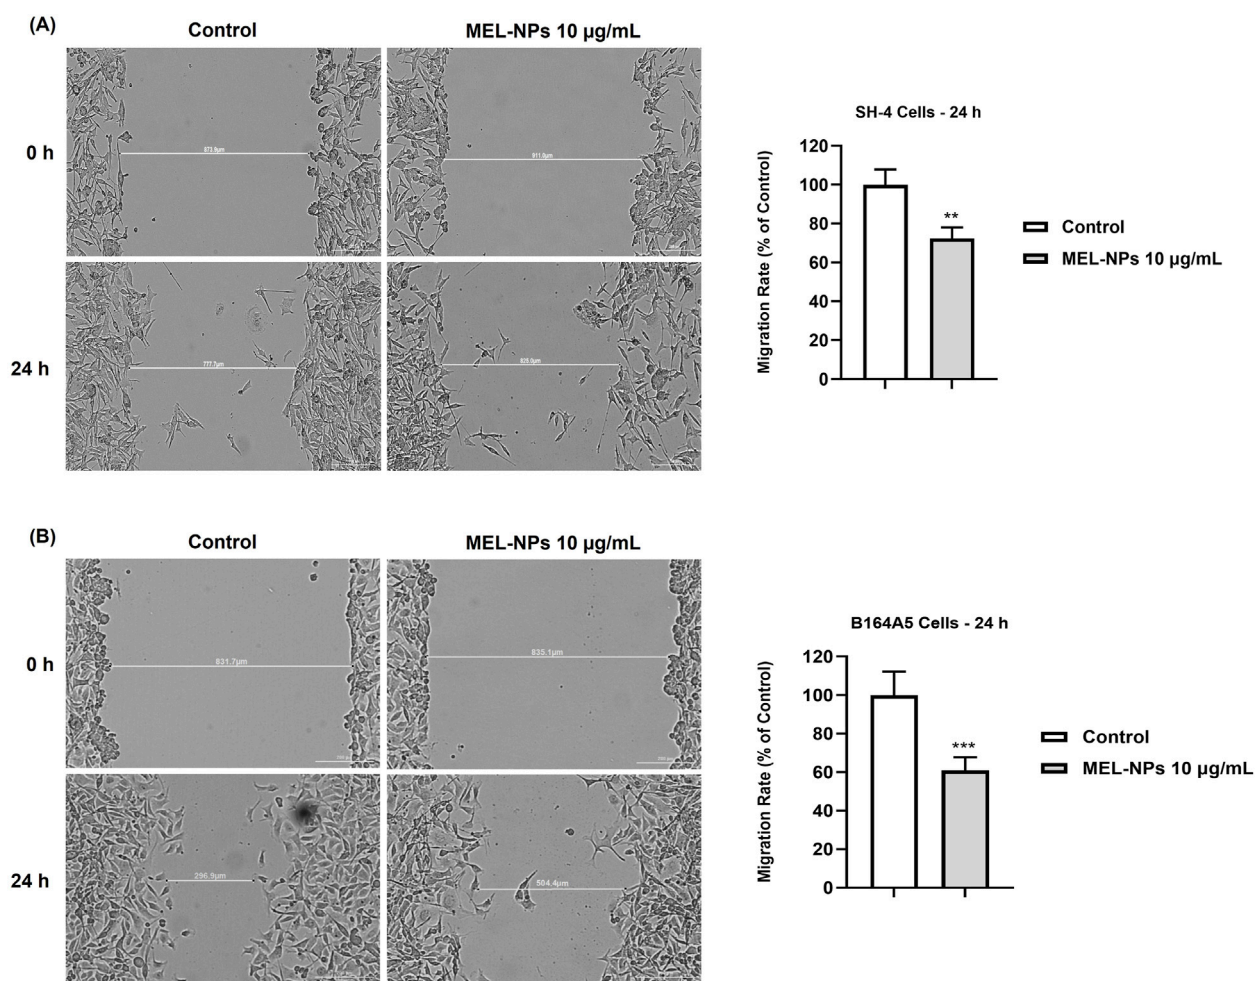 (A)
Control
MEL-NPs 10 µg/mL
0 h
24 h
777.7µm
SH-4 Cells - 24 h
Migration Rate (% of Control)
120
100
80
60
40
20
0
**
Control
MEL-NPs 10 µg/mL
(B)
Control
MEL-NPs 10 µg/mL
0 h
831.7µm
835.1µm
24 h
296.9µm
504.4µm
B164A5 Cells - 24 h
Migration Rate (% of Control)
120
100
80
60
40
20
0
***
Control
MEL-NPs 10 µg/mL